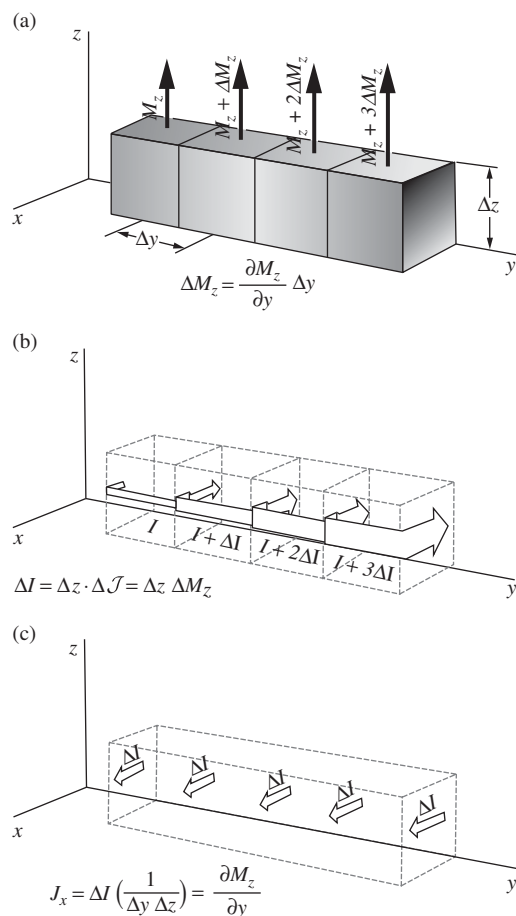 (a)
z
M_z
M_z + ΔM_z
M_z + 2ΔM_z
M_z + 3ΔM_z
Δz
x
Δy
y
ΔM_z = ∂M_z/∂y Δy
(b)
z
x
I
I + ΔI
I + 2ΔI
I + 3ΔI
y
ΔI = Δz · Δ𝒥 = Δz ΔM_z
(c)
z
ΔI
ΔI
ΔI
ΔI
ΔI
x
y
J_x = ΔI (1/Δy Δz) = ∂M_z/∂y